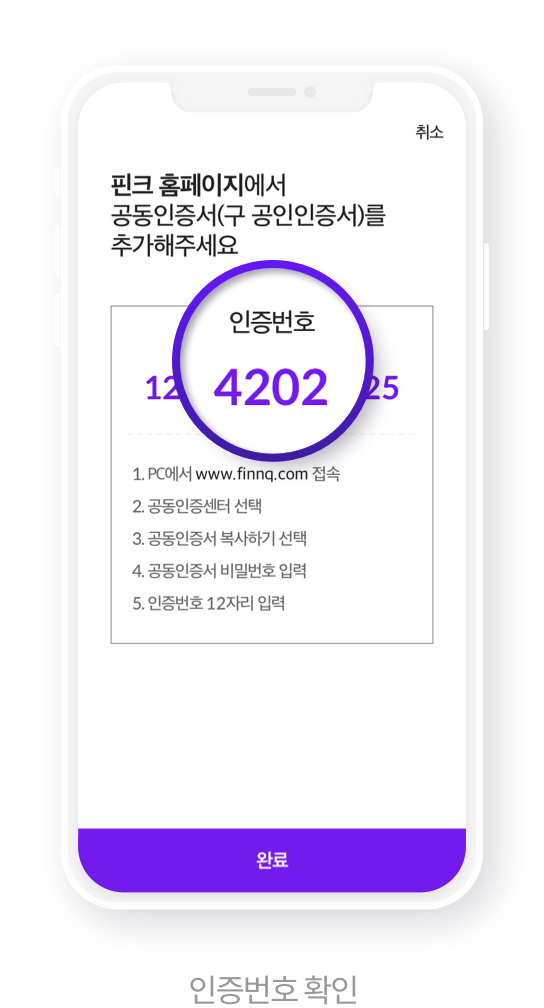 취소
핀크 홈페이지에서
공동인증서(구 공인인증서)를
추가해주세요
인증번호
12 4202 25
1. PC에서 www.finnq.com 접속
2. 공동인증센터 선택
3. 공동인증서 복사하기 선택
4. 공동인증서 비밀번호 입력
5. 인증번호 12자리 입력
완료
인증번호 확인